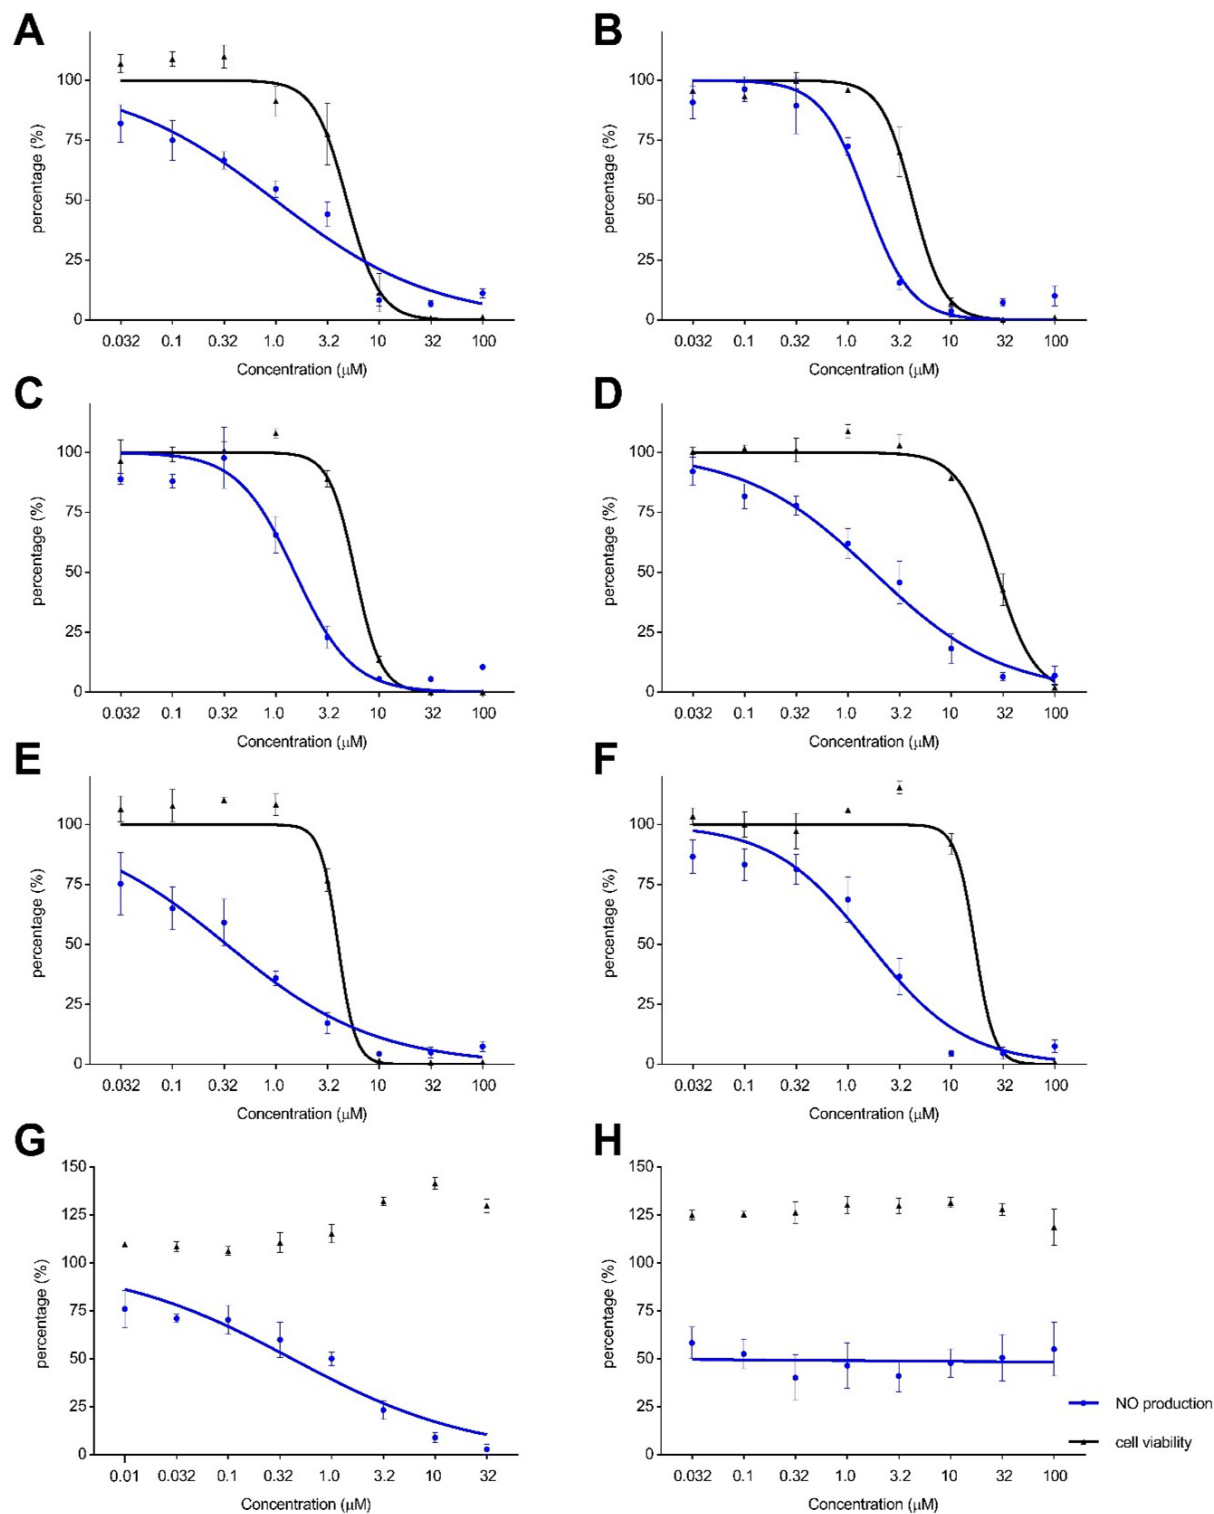 A
percentage (%)
100
75
50
25
0
0.032 0.1 0.32 1.0 3.2 10 32 100
Concentration (μM)
B
percentage (%)
100
75
50
25
0
0.032 0.1 0.32 1.0 3.2 10 32 100
Concentration (μM)
C
percentage (%)
100
75
50
25
0
0.032 0.1 0.32 1.0 3.2 10 32 100
Concentration (μM)
D
percentage (%)
100
75
50
25
0
0.032 0.1 0.32 1.0 3.2 10 32 100
Concentration (μM)
E
percentage (%)
100
75
50
25
0
0.032 0.1 0.32 1.0 3.2 10 32 100
Concentration (μM)
F
percentage (%)
100
75
50
25
0
0.032 0.1 0.32 1.0 3.2 10 32 100
Concentration (μM)
G
percentage (%)
150
125
100
75
50
25
0
0.01 0.032 0.1 0.32 1.0 3.2 10 32
Concentration (μM)
H
percentage (%)
150
125
100
75
50
25
0
0.032 0.1 0.32 1.0 3.2 10 32 100
Concentration (μM)
NO production
cell viability